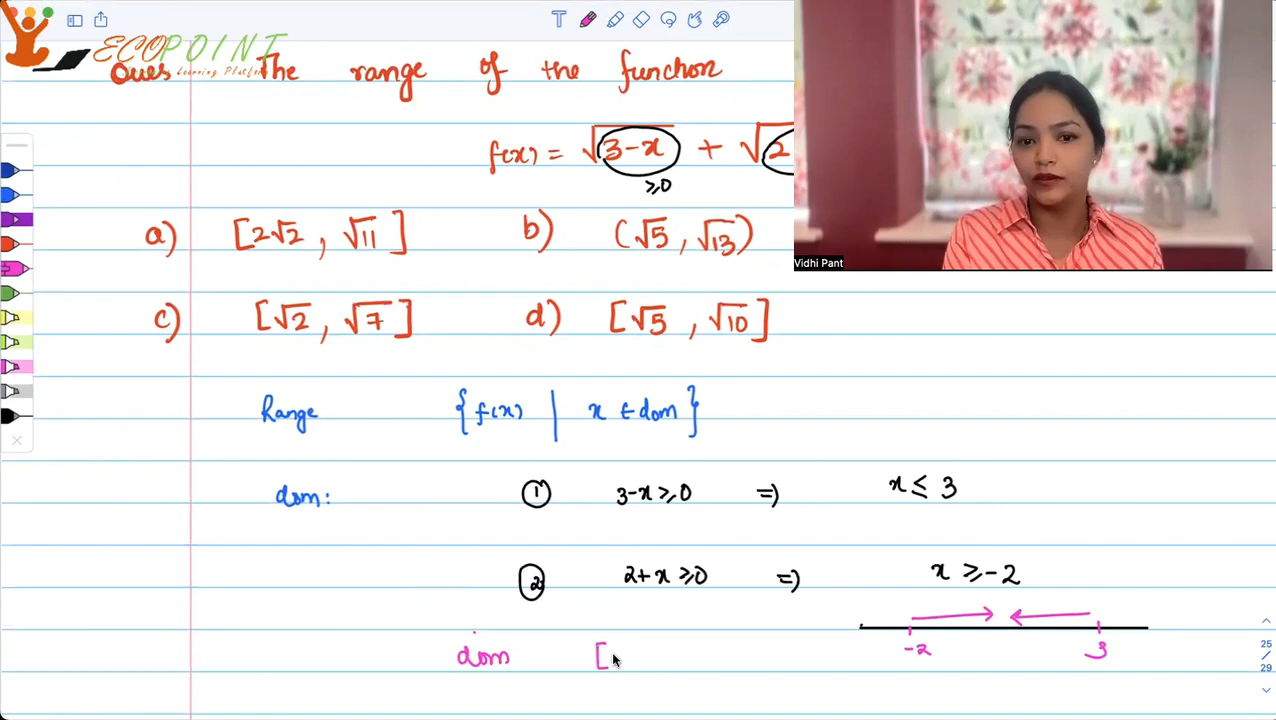 ECOPOINT
Learning Platform
Ques The range of the function
f(x) = √3-x + √2
≥0
a) [2√2, √11] b) (√5, √13)
Vidhi Pant
c) [√2, √7] d) [√5, √10]
Range {f(x) | x ∈ dom}
dom: ① 3-x≥0 ⇒ x ≤ 3
② 2+x≥0 ⇒ x ≥ -2
-2 3
dom [
25
/
29